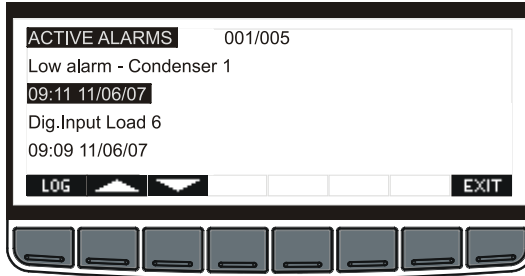 ACTIVE ALARMS 001/005
Low alarm - Condenser 1
09:11 11/06/07
Dig.Input Load 6
09:09 11/06/07
LOG EXIT